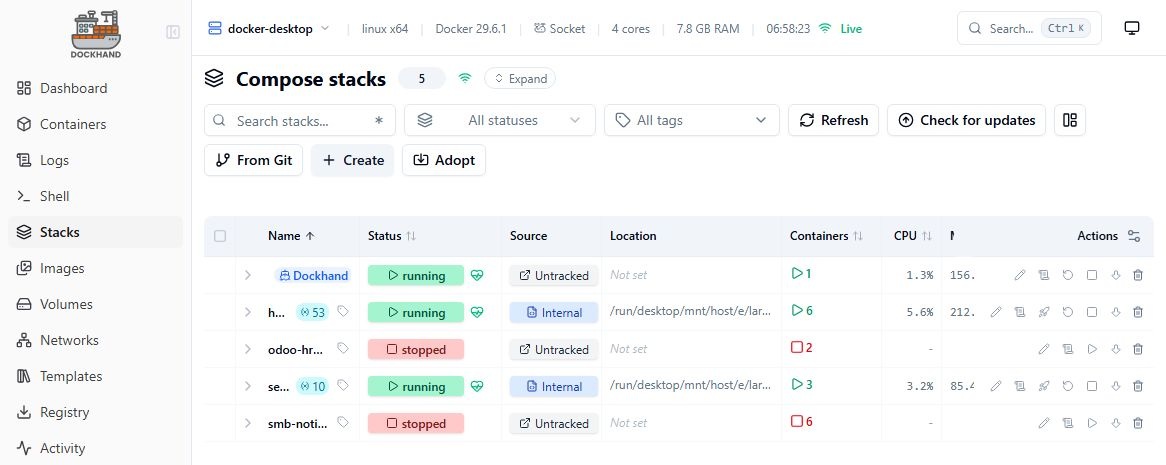 DOCKHAND
Dashboard
Containers
Logs
Shell
Stacks
Images
Volumes
Networks
Templates
Registry
Activity
docker-desktop | linux x64 | Docker 29.6.1 | Socket | 4 cores | 7.8 GB RAM | 06:58:23 Live
Search... Ctrl K
Compose stacks 5 Expand
Search stacks... * All statuses All tags Refresh Check for updates
From Git + Create Adopt
Name Status Source Location Containers CPU Actions
Dockhand running Untracked Not set 1 1.3% 156.
h... 53 running Internal /run/desktop/mnt/host/e/lar... 6 5.6% 212.
odoo-hr... stopped Untracked Not set 2 -
se... 10 running Internal /run/desktop/mnt/host/e/lar... 3 3.2% 85.4
smb-noti... stopped Untracked Not set 6 -